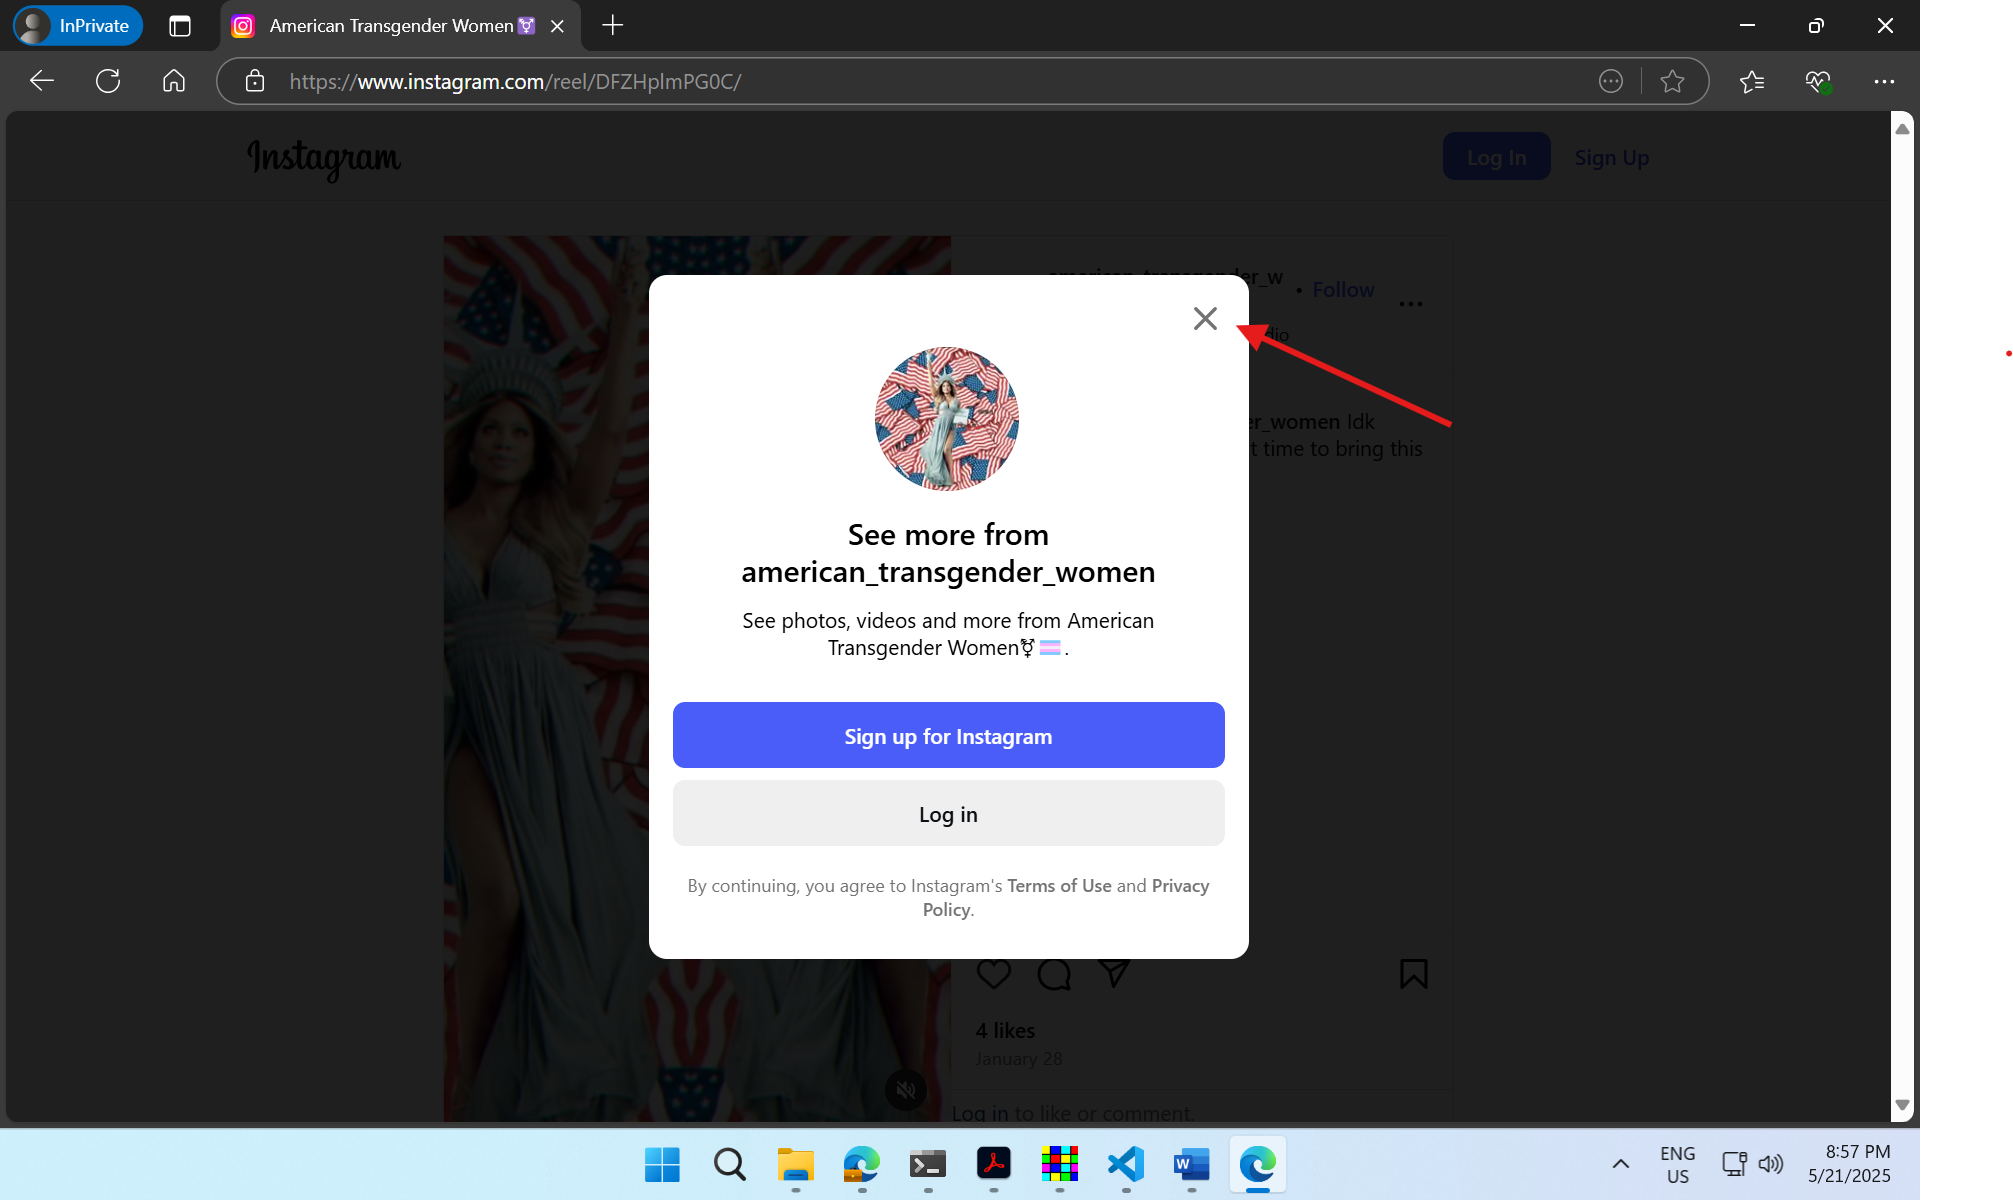 InPrivate
American Transgender Women⚧
https://www.instagram.com/reel/DFZHplmPG0C/
Instagram
Log In
Sign Up
american_transgender_w
• Follow
See more from
american_transgender_women
er_women Idk
t time to bring this
See photos, videos and more from American
Transgender Women⚧.
Sign up for Instagram
Log in
By continuing, you agree to Instagram's Terms of Use and Privacy
Policy.
4 likes
January 28
Log in to like or comment.
ENG
US
8:57 PM
5/21/2025